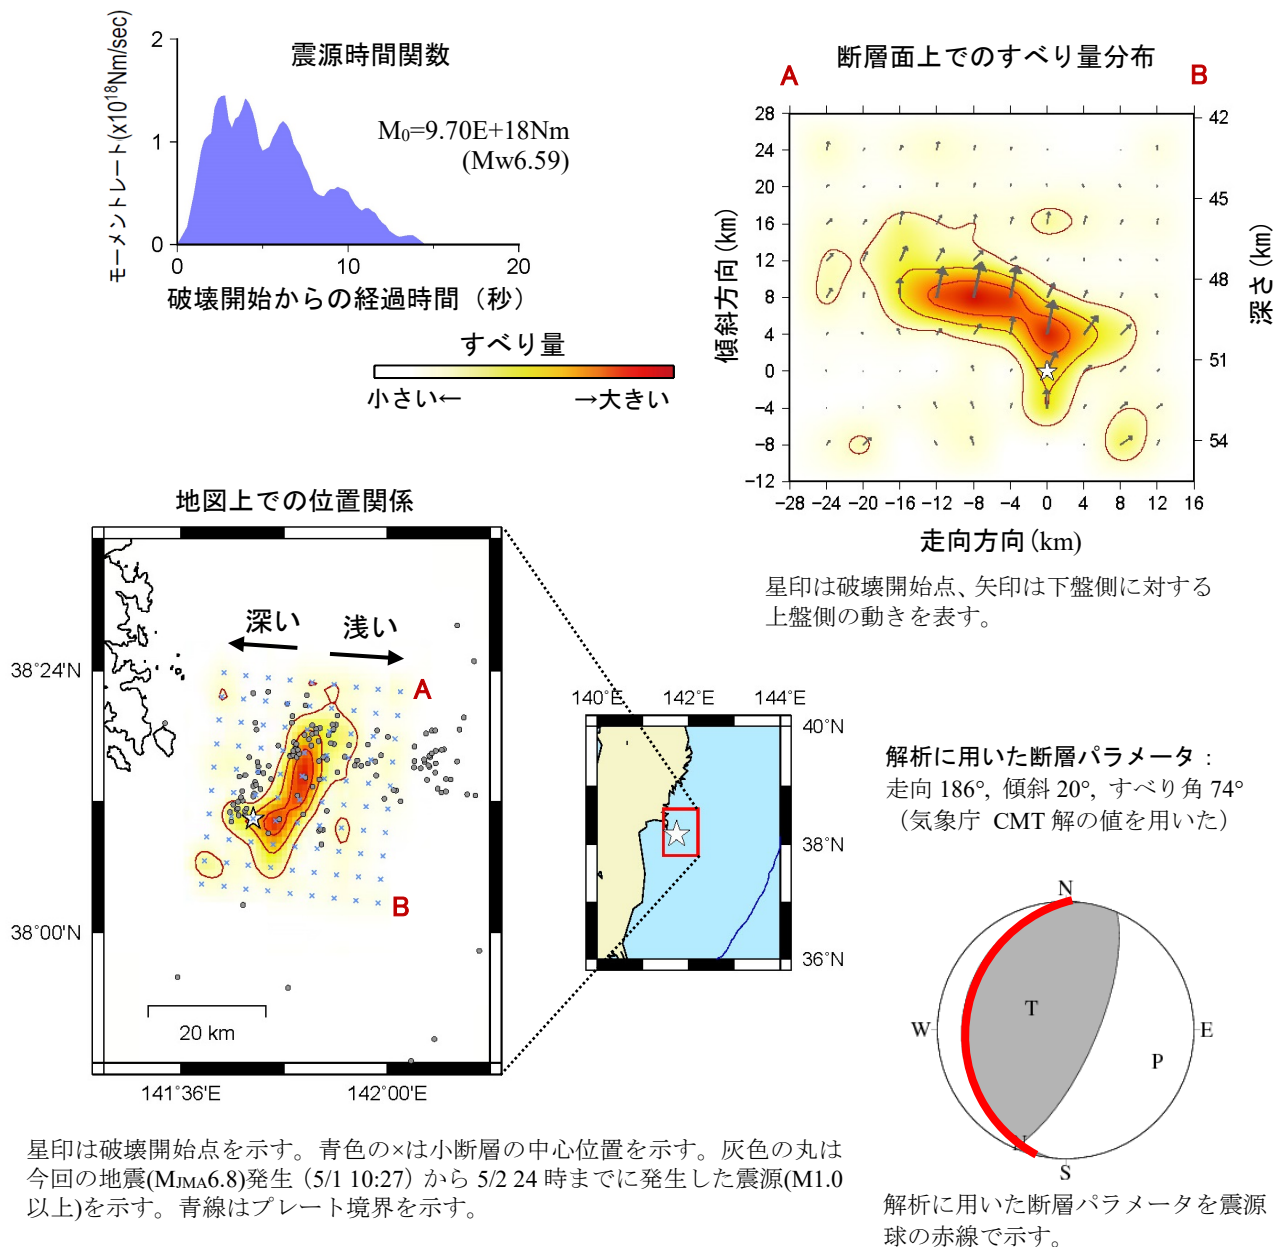 震源時間関数
モーメントレート(x10¹⁸Nm/sec)
2
1
0
M₀=9.70E+18Nm
(Mw6.59)
0 10 20
破壊開始からの経過時間（秒）
すべり量
小さい← →大きい
断層面上でのすべり量分布
A B
傾斜方向（km）
28
24
20
16
12
8
4
0
−4
−8
−12
42
45
48
51
54
深さ（km）
−28 −24 −20 −16 −12 −8 −4 0 4 8 12 16
走向方向(km)
星印は破壊開始点、矢印は下盤側に対する
上盤側の動きを表す。
地図上での位置関係
深い 浅い
38°24'N
A
B
38°00'N
20 km
141°36'E 142°00'E
140°E 142°E 144°E
40°N
38°N
36°N
解析に用いた断層パラメータ：
走向 186°, 傾斜 20°, すべり角 74°
（気象庁 CMT 解の値を用いた）
N
T
W E
P
S
星印は破壊開始点を示す。青色の×は小断層の中心位置を示す。灰色の丸は
今回の地震(MJMA6.8)発生（5/1 10:27）から 5/2 24 時までに発生した震源(M1.0
以上)を示す。青線はプレート境界を示す。
解析に用いた断層パラメータを震源
球の赤線で示す。